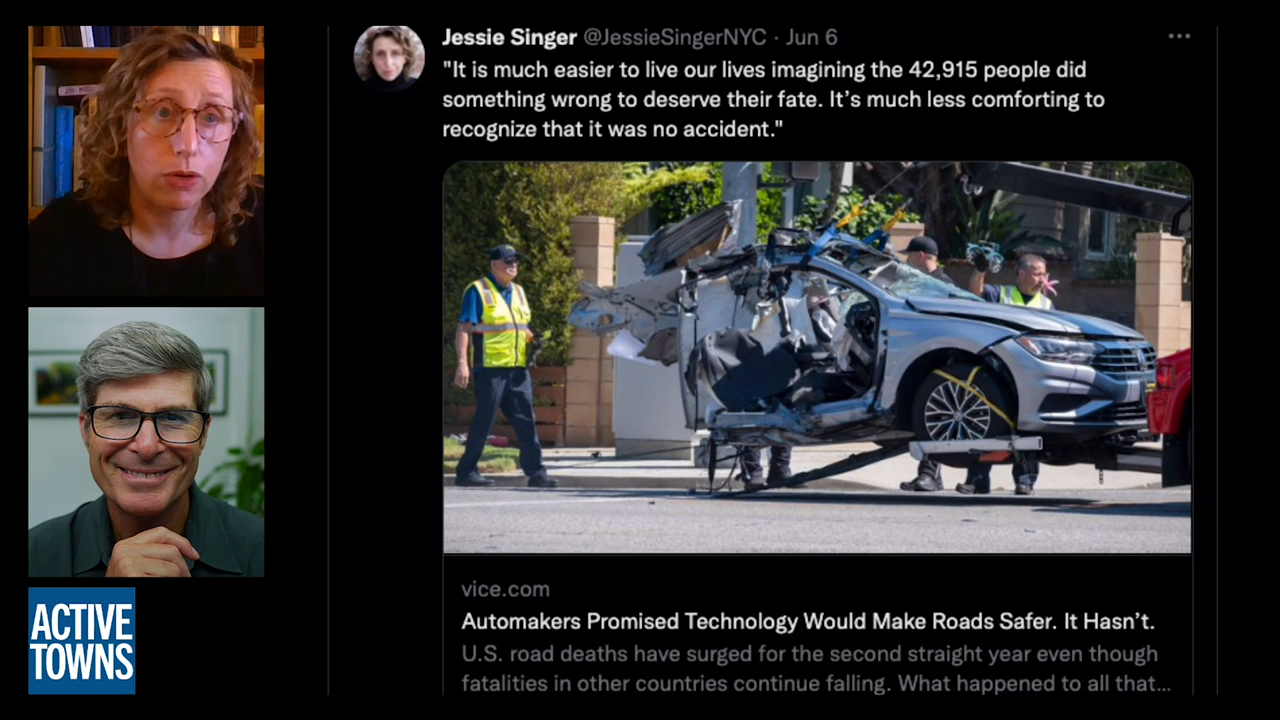 Jessie Singer @JessieSingerNYC · Jun 6
"It is much easier to live our lives imagining the 42,915 people did
something wrong to deserve their fate. It’s much less comforting to
recognize that it was no accident."
vice.com
Automakers Promised Technology Would Make Roads Safer. It Hasn’t.
U.S. road deaths have surged for the second straight year even though
fatalities in other countries continue falling. What happened to all that...
ACTIVE
TOWNS